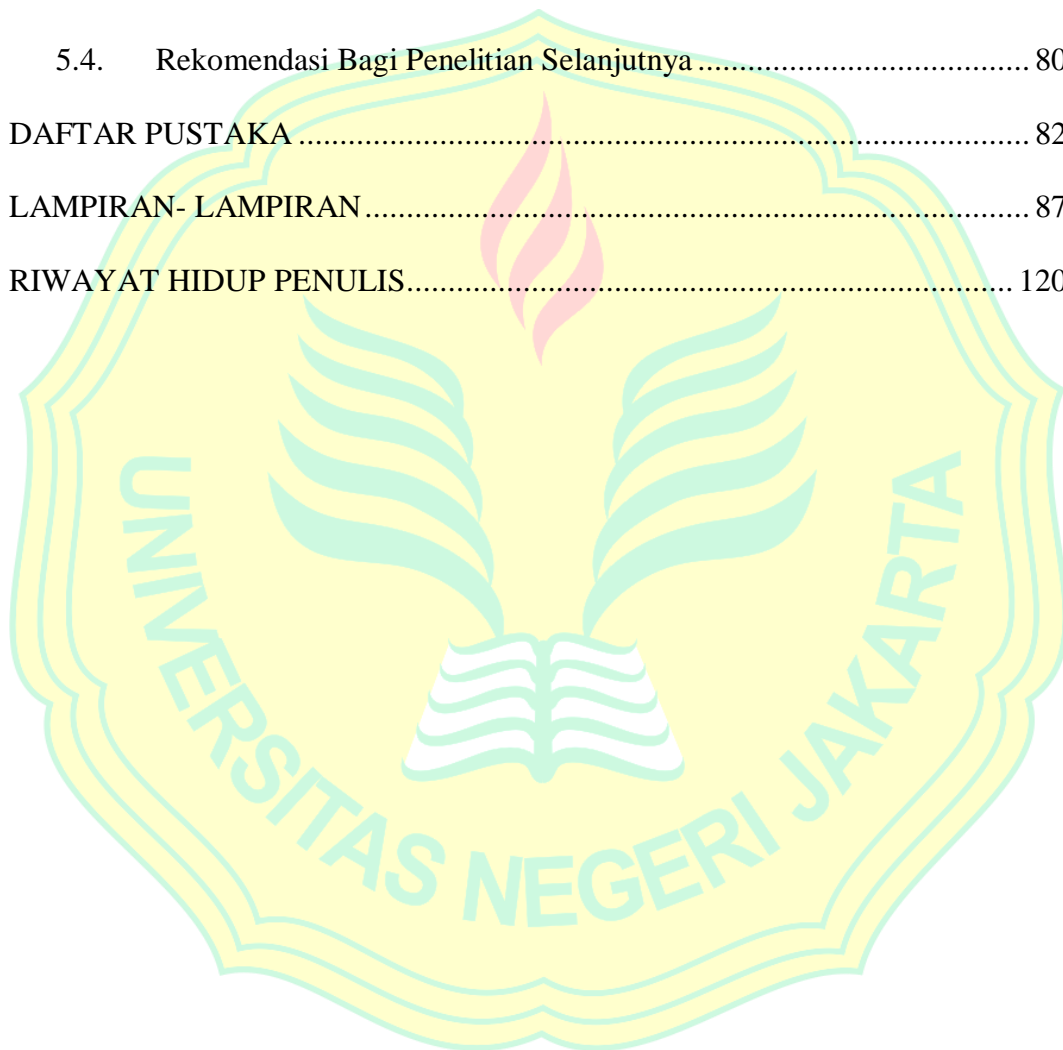 5.4. Rekomendasi Bagi Penelitian Selanjutnya .................................... 80
DAFTAR PUSTAKA ........................................................................................ 82
LAMPIRAN- LAMPIRAN ................................................................................ 87
RIWAYAT HIDUP PENULIS ......................................................................... 120
UNIVERSITAS NEGERI JAKARTA